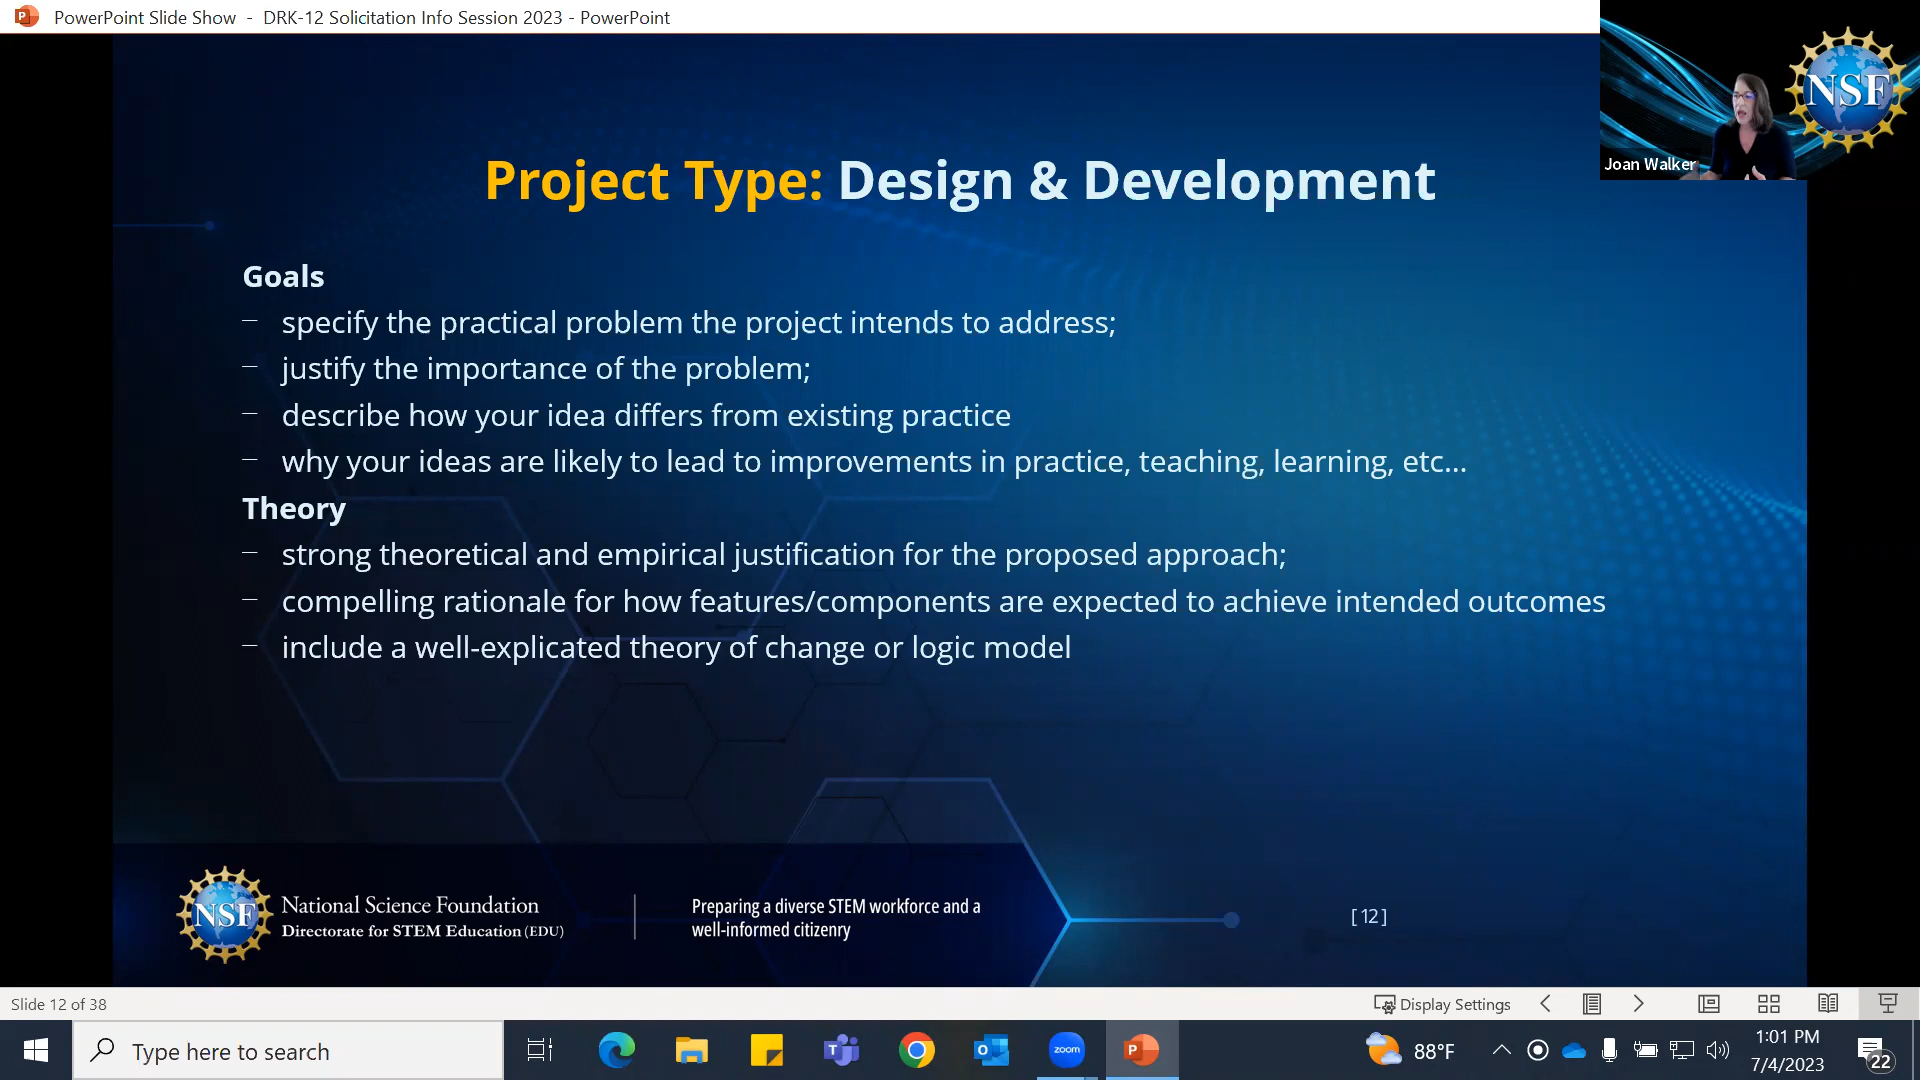 PowerPoint Slide Show - DRK-12 Solicitation Info Session 2023 - PowerPoint
NSF
Joan Walker
Project Type: Design & Development
Goals
– specify the practical problem the project intends to address;
– justify the importance of the problem;
– describe how your idea differs from existing practice
– why your ideas are likely to lead to improvements in practice, teaching, learning, etc...
Theory
– strong theoretical and empirical justification for the proposed approach;
– compelling rationale for how features/components are expected to achieve intended outcomes
– include a well-explicated theory of change or logic model
NSF
National Science Foundation
Directorate for STEM Education (EDU)
Preparing a diverse STEM workforce and a
well-informed citizenry
[12]
Slide 12 of 38
Display Settings
Type here to search
zoom
88°F
1:01 PM
7/4/2023
22